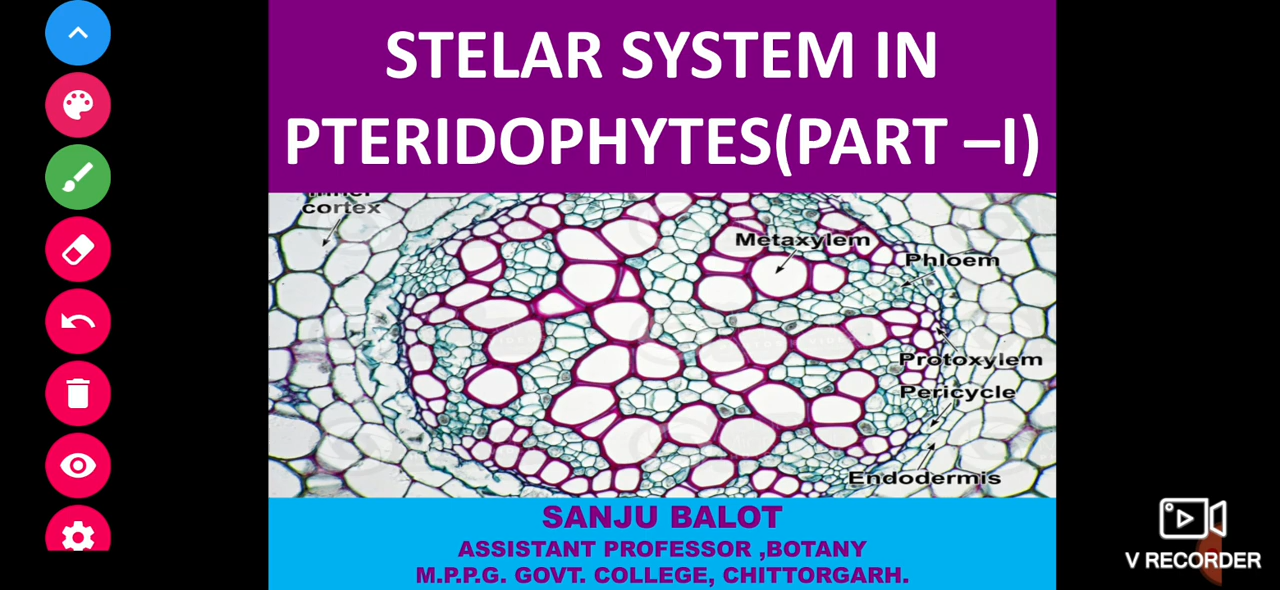 STELAR SYSTEM IN
PTERIDOPHYTES(PART –I)
cortex
Metaxylem
Phloem
Protoxylem
Pericycle
Endodermis
SANJU BALOT
ASSISTANT PROFESSOR ,BOTANY
M.P.P.G. GOVT. COLLEGE, CHITTORGARH.
V RECORDER